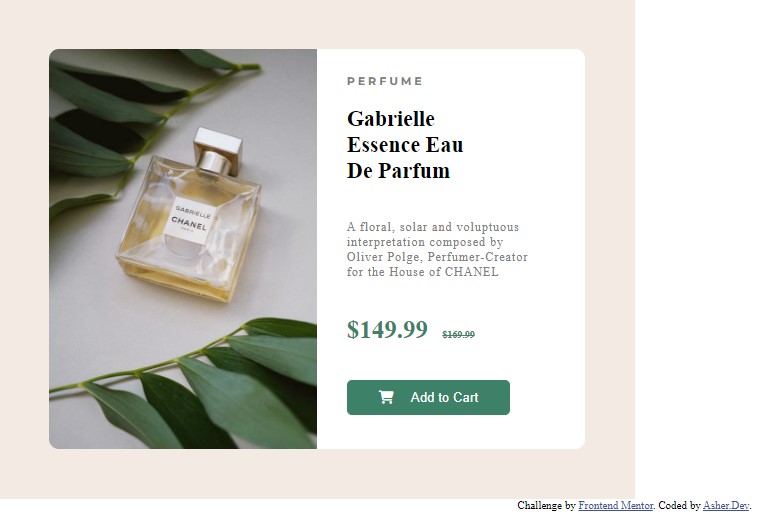 PERFUME
Gabrielle
Essence Eau
De Parfum
GABRIELLE
CHANEL
PARIS
A floral, solar and voluptuous
interpretation composed by
Oliver Polge, Perfumer-Creator
for the House of CHANEL
$149.99 $169.99
Add to Cart
Challenge by Frontend Mentor. Coded by Asher.Dev.